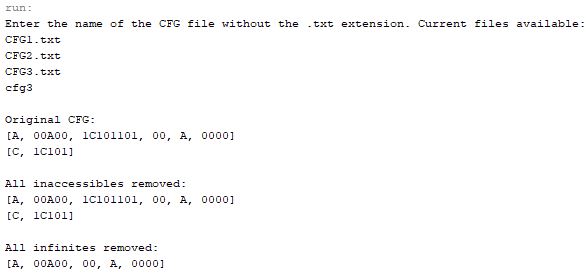 run:
Enter the name of the CFG file without the .txt extension. Current files available:
CFG1.txt
CFG2.txt
CFG3.txt
cfg3
Original CFG:
[A, 00A00, 1C101101, 00, A, 0000]
[C, 1C101]
All inaccessibles removed:
[A, 00A00, 1C101101, 00, A, 0000]
[C, 1C101]
All infinites removed:
[A, 00A00, 00, A, 0000]